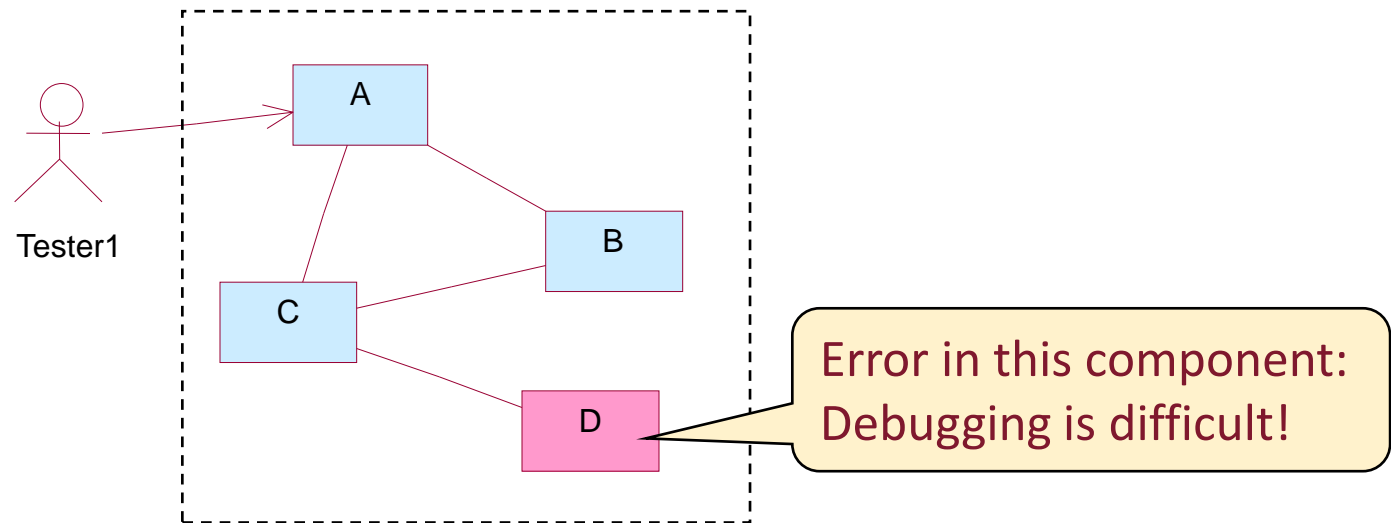 A
Tester1
B
C
Error in this component:
Debugging is difficult!
D